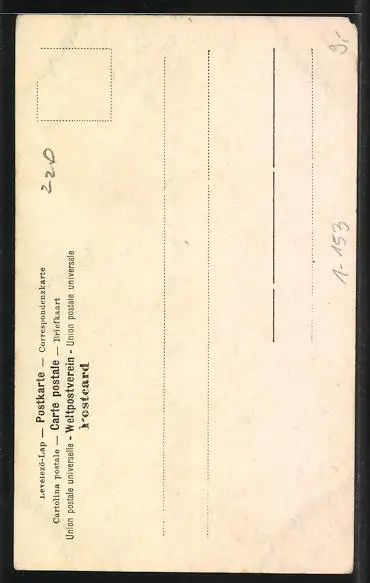 Levelező-Lap — Postkarte — Correspondenzkarte
Cartolina postale — Carte postale — Briefkaart
Union postale universelle - Weltpostverein - Union postale universale
Postcard
220
9,-
1-153